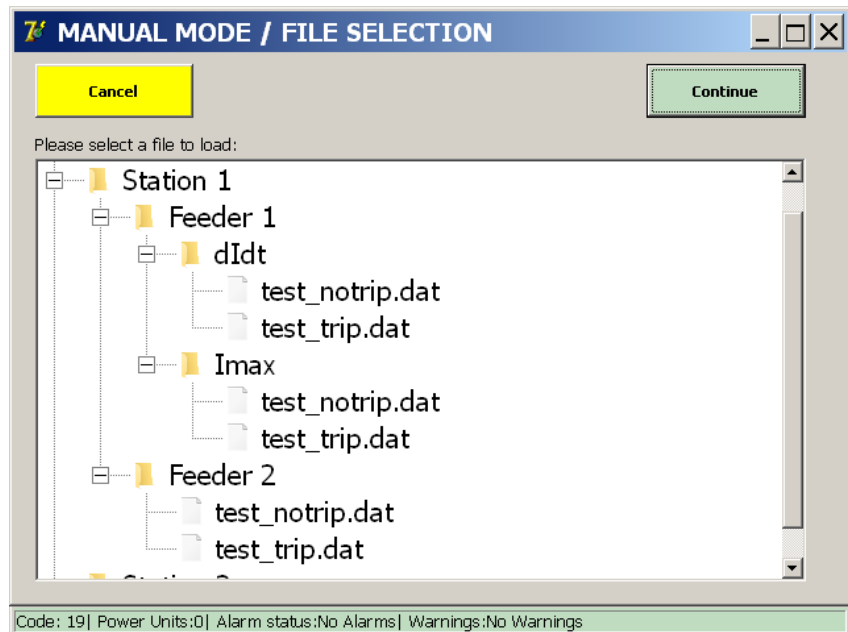 MANUAL MODE / FILE SELECTION
Cancel
Continue
Please select a file to load:
Station 1
Feeder 1
dIdt
test_notrip.dat
test_trip.dat
Imax
test_notrip.dat
test_trip.dat
Feeder 2
test_notrip.dat
test_trip.dat
Code: 19| Power Units:0| Alarm status:No Alarms| Warnings:No Warnings